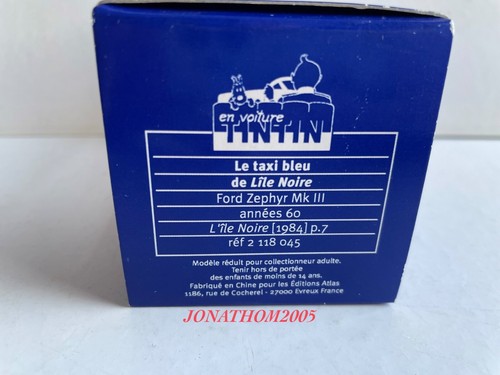 en voiture
TINTIN
Le taxi bleu
de L'île Noire
Ford Zephyr Mk III
années 60
L'île Noire [1984] p.7
réf 2 118 045
Modèle réduit pour collectionneur adulte.
Tenir hors de portée
des enfants de moins de 14 ans.
Fabriqué en Chine pour les Éditions Atlas
1186, rue de Cocherel - 27000 Evreux France
JONATHOM2005